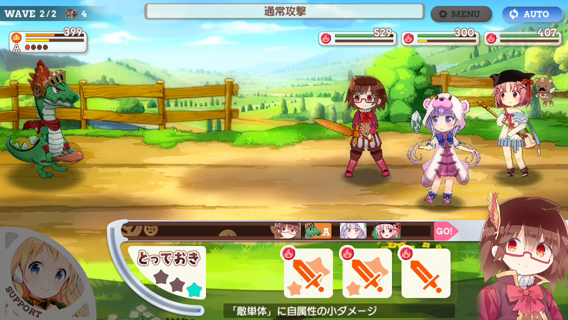 WAVE 2/2 4
通常攻撃
MENU
AUTO
399
A
529
300
407
A
GO!
とっておき
SUPPORT
「敵単体」に自属性の小ダメージ